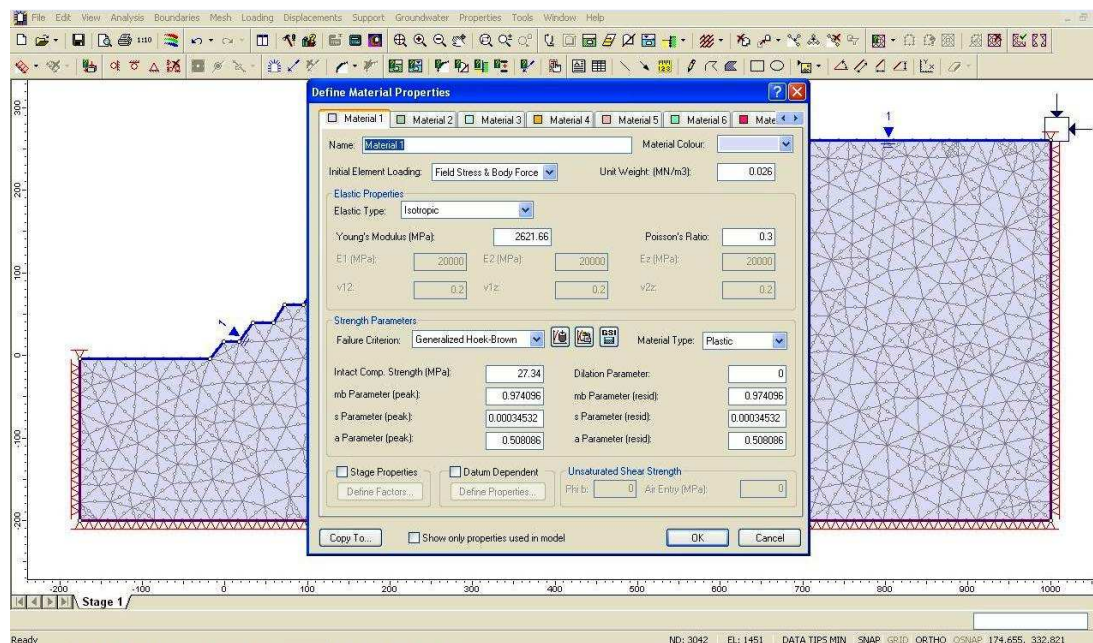 File Edit View Analysis Boundaries Mesh Loading Displacements Support Groundwater Properties Tools Window Help
1:10
GSI
Define Material Properties
Material 1 Material 2 Material 3 Material 4 Material 5 Material 6 Mate
Name: Material 1 Material Colour:
Initial Element Loading: Field Stress & Body Force Unit Weight: (MN/m3): 0.026
Elastic Properties
Elastic Type: Isotropic
Young's Modulus (MPa): 2621.66 Poisson's Ratio: 0.3
E1 (MPa): 20000 E2 (MPa): 20000 Ez (MPa): 20000
v12: 0.2 v1z: 0.2 v2z: 0.2
Strength Parameters
Failure Criterion: Generalized Hoek-Brown GSI Material Type: Plastic
Intact Comp. Strength (MPa): 27.34 Dilation Parameter: 0
mb Parameter (peak): 0.974096 mb Parameter (resid): 0.974096
s Parameter (peak): 0.00034532 s Parameter (resid): 0.00034532
a Parameter (peak): 0.508086 a Parameter (resid): 0.508086
Stage Properties Datum Dependent Unsaturated Shear Strength
Define Factors... Define Properties... Phi b: 0 Air Entry (MPa): 0
Copy To... Show only properties used in model OK Cancel
300
200
100
0
-100
-200
1
1
-200 -100 0 100 200 300 400 500 600 700 800 900 1000
Stage 1
Ready ND: 3042 EL: 1451 DATA TIPS MIN SNAP GRID ORTHO OSNAP 174.655, 332.821